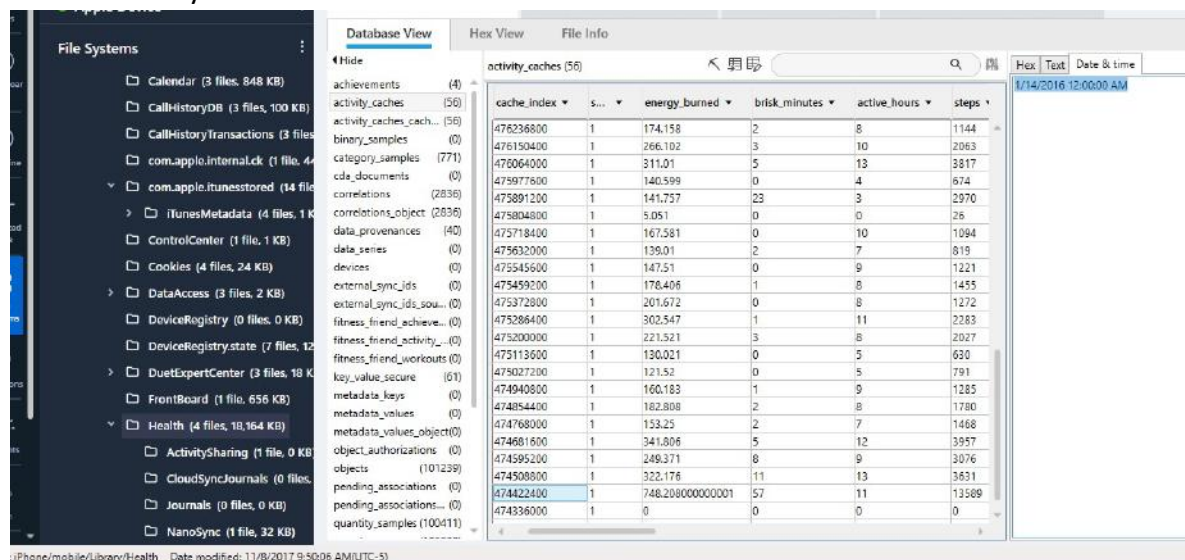 File Systems
Calendar (3 files, 848 KB)
CallHistoryDB (3 files, 100 KB)
CallHistoryTransactions (3 files
com.apple.internal.ck (1 file, 44
com.apple.itunesstored (14 file
iTunesMetadata (4 files, 1 K
ControlCenter (1 file, 1 KB)
Cookies (4 files, 24 KB)
DataAccess (3 files, 2 KB)
DeviceRegistry (0 files, 0 KB)
DeviceRegistry.state (7 files, 12
DuetExpertCenter (3 files, 18 K
FrontBoard (1 file, 656 KB)
Health (4 files, 18,164 KB)
ActivitySharing (1 file, 0 KB
CloudSyncJournals (0 files,
Journals (0 files, 0 KB)
NanoSync (1 file, 32 KB)
Database View Hex View File Info
Hide
achievements (4)
activity_caches (56)
activity_caches_cach... (56)
binary_samples (0)
category_samples (771)
cda_documents (0)
correlations (2836)
correlations_object (2836)
data_provenances (40)
data_series (0)
devices (0)
external_sync_ids (0)
external_sync_ids_sou... (0)
fitness_friend_achieve... (0)
fitness_friend_activity_...(0)
fitness_friend_workouts (0)
key_value_secure (61)
metadata_keys (0)
metadata_values (0)
metadata_values_object(0)
object_authorizations (0)
objects (101239)
pending_associations (0)
pending_associations... (0)
quantity_samples (100411)
activity_caches (56)
cache_index s... energy_burned brisk_minutes active_hours steps
476236800 1 174.158 2 8 1144
476150400 1 266.102 3 10 2063
476064000 1 311.01 5 13 3817
475977600 1 140.599 0 4 674
475891200 1 141.757 23 3 2970
475804800 1 5.051 0 0 26
475718400 1 167.581 0 10 1094
475632000 1 139.01 2 7 819
475545600 1 147.51 0 9 1221
475459200 1 178.406 1 8 1455
475372800 1 201.672 0 8 1272
475286400 1 302.547 1 11 2283
475200000 1 221.521 3 8 2027
475113600 1 130.021 0 5 630
475027200 1 121.52 0 5 791
474940800 1 160.183 1 9 1285
474854400 1 182.808 2 8 1780
474768000 1 153.25 2 7 1468
474681600 1 341.806 5 12 3957
474595200 1 249.371 8 9 3076
474508800 1 322.176 11 13 3631
474422400 1 748.208000000001 57 11 13589
474336000 1 0 0 0 0
Hex Text Date & time
1/14/2016 12:00:00 AM
iPhone/mobile/Library/Health Date modified: 11/8/2017 9:50:06 AM(UTC-5)